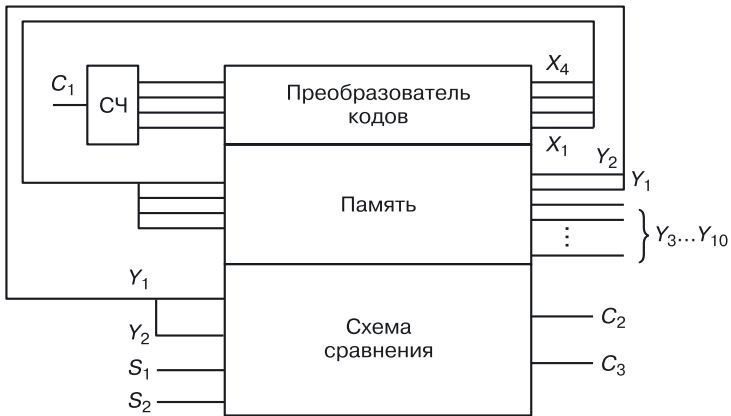 C1
СЧ
Преобразователь
кодов
X4
X1
Y2
Y1
Память
Y3...Y10
Y1
Y2
S1
S2
Схема
сравнения
C2
C3